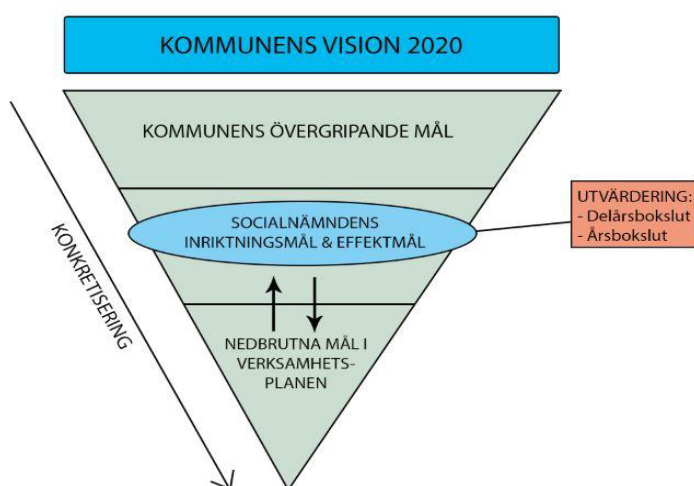 KOMMUNENS VISION 2020
KOMMUNENS ÖVERGRIPANDE MÅL
SOCIALNÄMNDENS
INRIKTNINGSMÅL & EFFEKTMÅL
UTVÄRDERING:
- Delårsbokslut
- Årsbokslut
KONKRETISERING
NEDBRUTNA MÅL I
VERKSAMHETS-
PLANEN